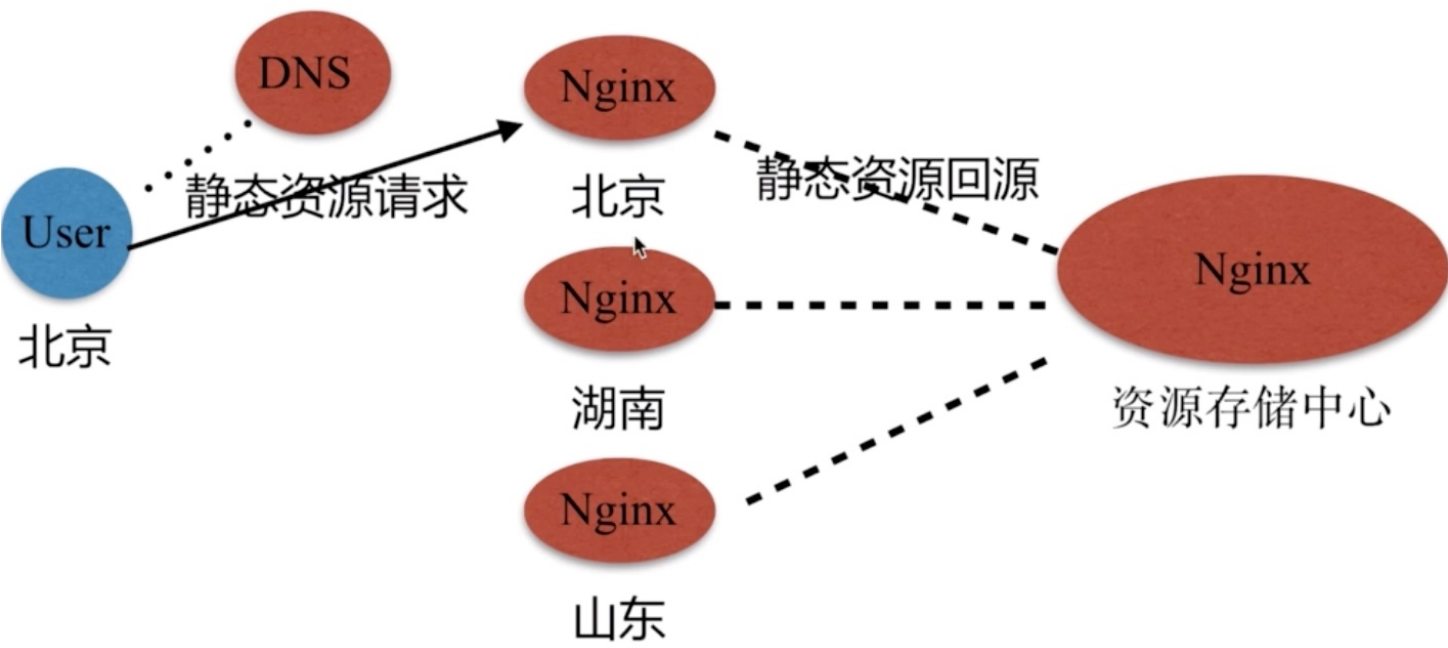 DNS
User
北京
静态资源请求
Nginx
北京
Nginx
湖南
Nginx
山东
静态资源回源
Nginx
资源存储中心